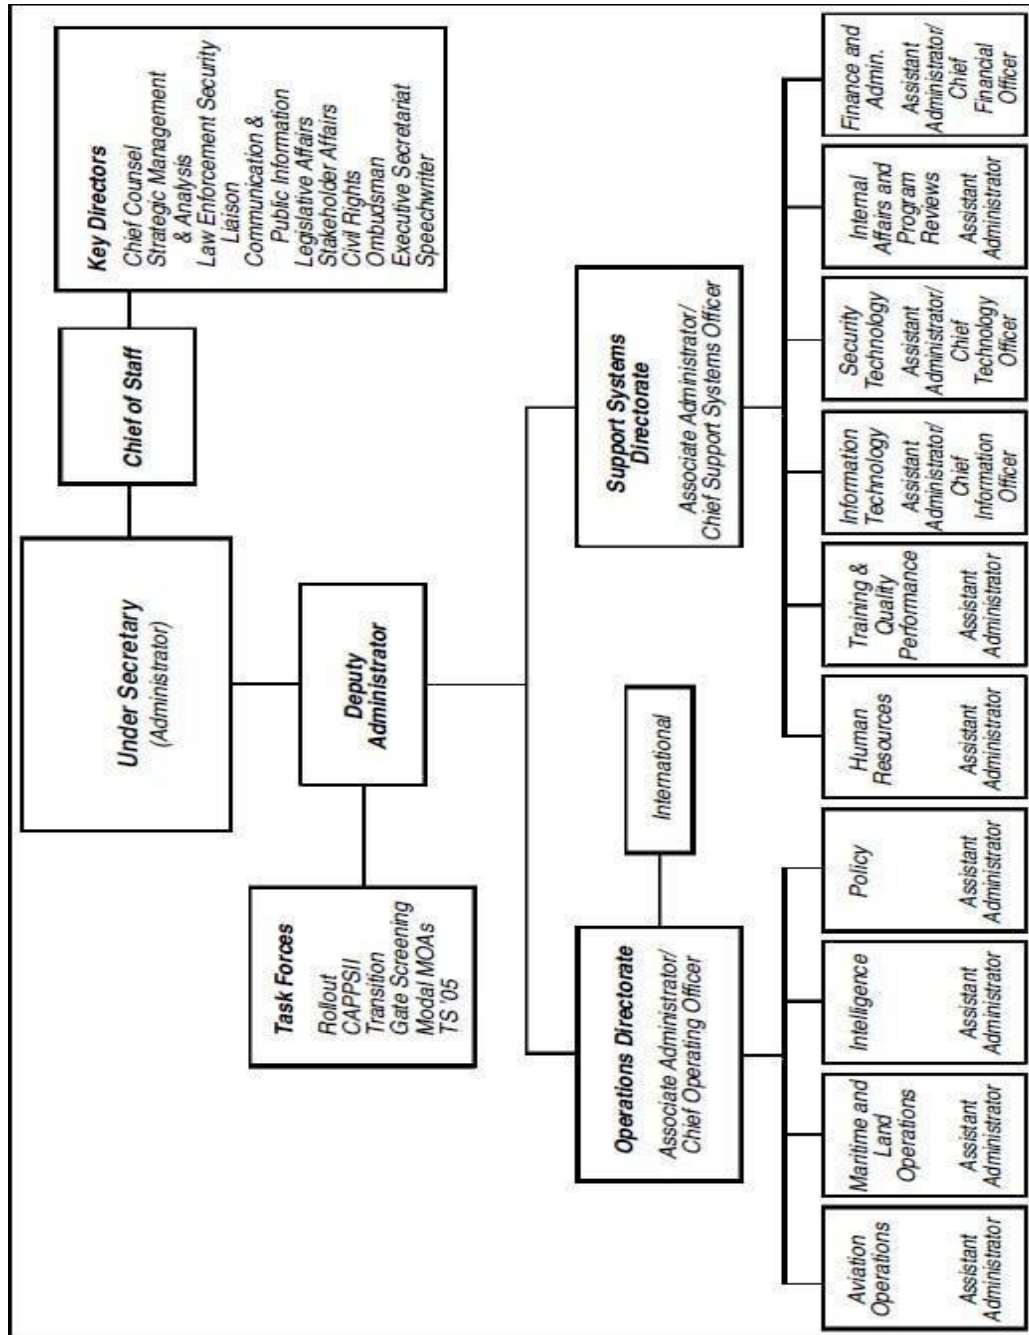 Under Secretary
(Administrator)
Chief of Staff
Key Directors
Chief Counsel
Strategic Management
& Analysis
Law Enforcement Security
Liaison
Communication &
Public Information
Legislative Affairs
Stakeholder Affairs
Civil Rights
Ombudsman
Executive Secretariat
Speechwriter
Deputy
Administrator
Task Forces
Rollout
CAPPSII
Transition
Gate Screening
Modal MOAs
TS '05
Operations Directorate
Associate Administrator/
Chief Operating Officer
International
Support Systems
Directorate
Associate Administrator/
Chief Support Systems Officer
Aviation
Operations
Assistant
Administrator
Maritime and
Land
Operations
Assistant
Administrator
Intelligence
Assistant
Administrator
Policy
Assistant
Administrator
Human
Resources
Assistant
Administrator
Training &
Quality
Performance
Assistant
Administrator
Information
Technology
Assistant
Administrator/
Chief
Information
Officer
Security
Technology
Assistant
Administrator/
Chief
Technology
Officer
Internal
Affairs and
Program
Reviews
Assistant
Administrator
Finance and
Admin.
Assistant
Administrator/
Chief
Financial
Officer